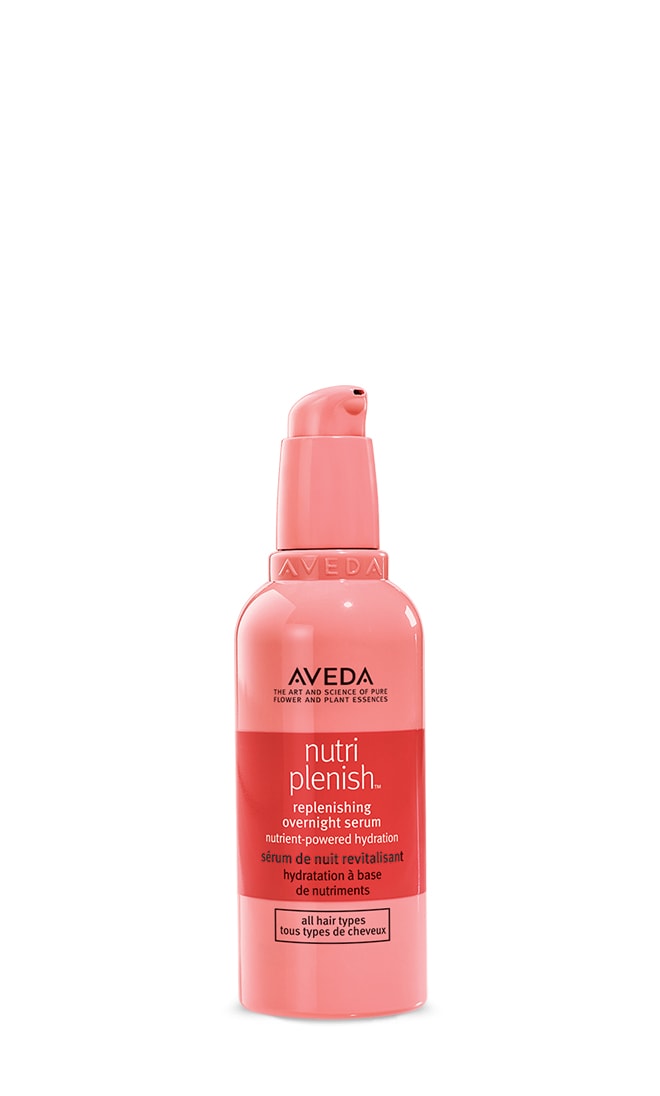 AVEDA
AVEDA
THE ART AND SCIENCE OF PURE
FLOWER AND PLANT ESSENCES
nutri
plenish™
replenishing
overnight serum
nutrient-powered hydration
sérum de nuit revitalisant
hydratation à base
de nutriments
all hair types
tous types de cheveux